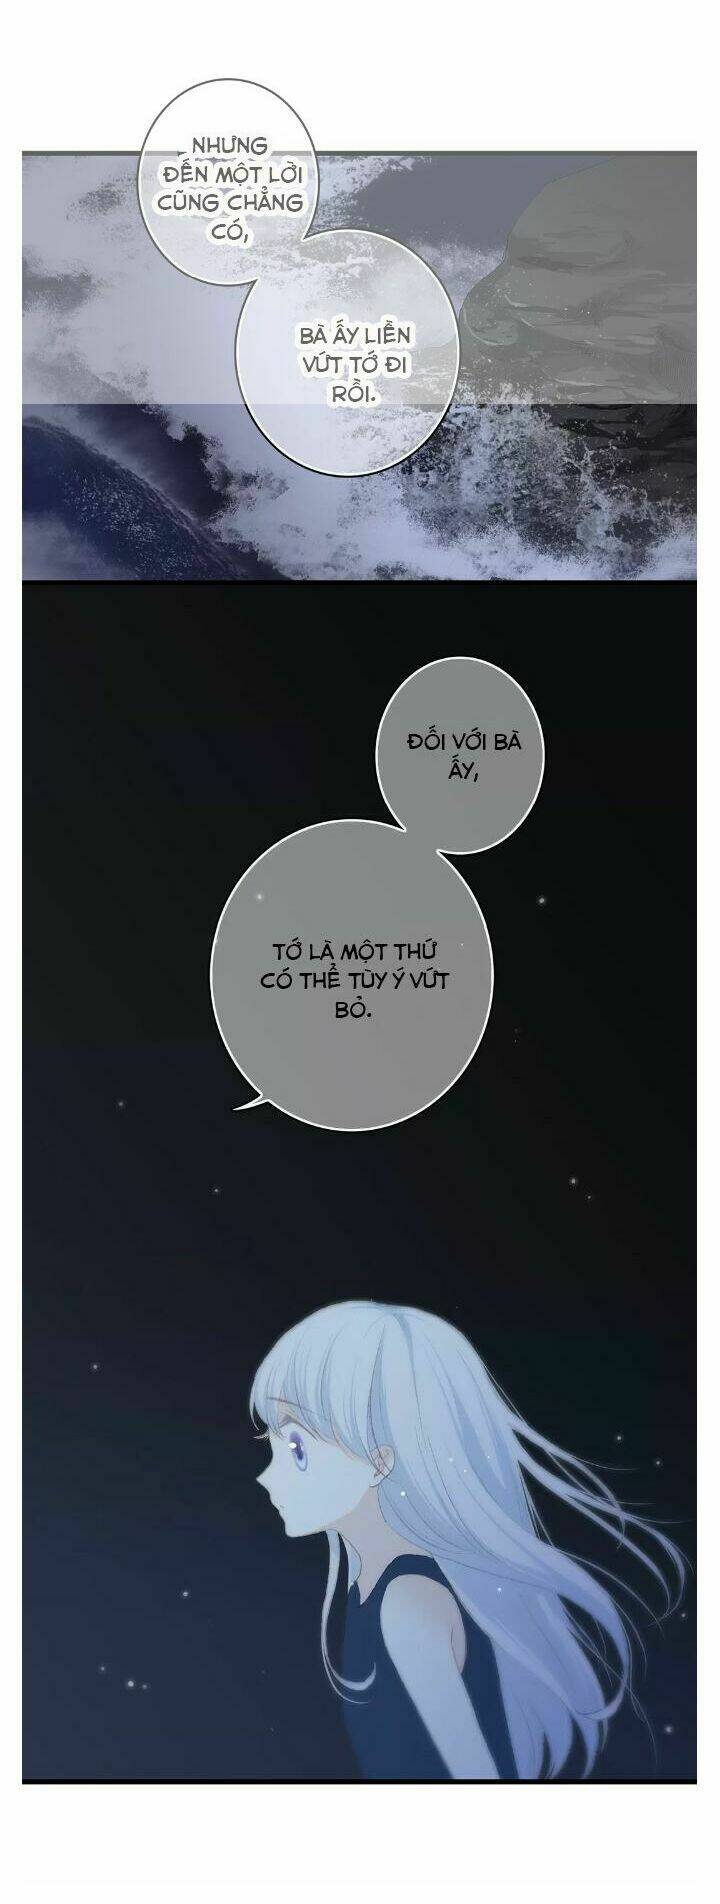 NHƯNG
ĐẾN MỘT LỜI
CŨNG CHẲNG
CÓ,
BÀ ẤY LIỀN
VỨT TỚ ĐI
RỒI.
ĐỐI VỚI BÀ
ẤY,
TỚ LÀ MỘT THỨ
CÓ THỂ TÙY Ý VỨT
BỎ.